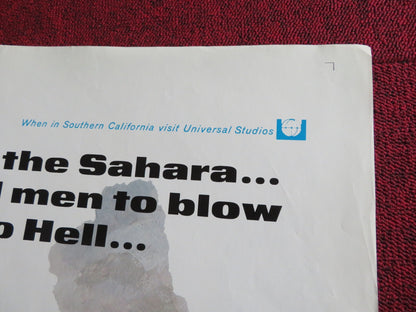 When in Southern California visit Universal Studios
the Sahara...
men to blow
o Hell...